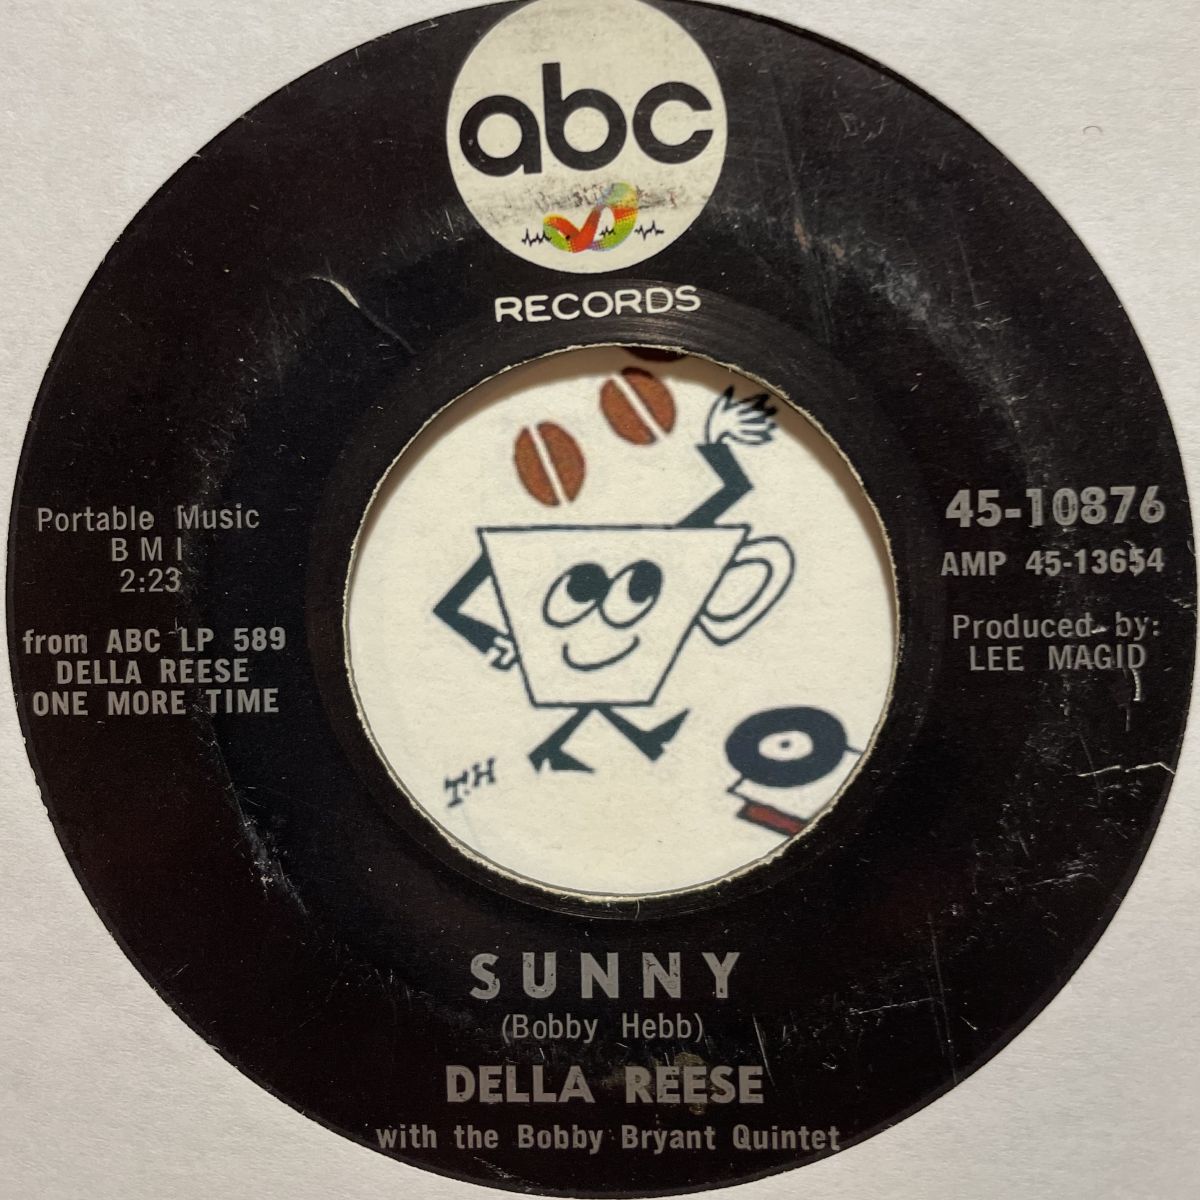 abc
RECORDS
Portable Music
B M I
2:23
from ABC LP 589
DELLA REESE
ONE MORE TIME
45-10876
AMP 45-13654
Produced by:
LEE MAGID
T.H
SUNNY
(Bobby Hebb)
DELLA REESE
with the Bobby Bryant Quintet